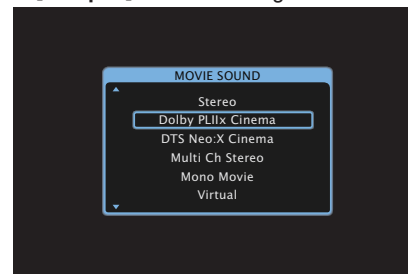 MOVIE SOUND
Stereo
Dolby PLIIx Cinema
DTS Neo:X Cinema
Multi Ch Stereo
Mono Movie
Virtual